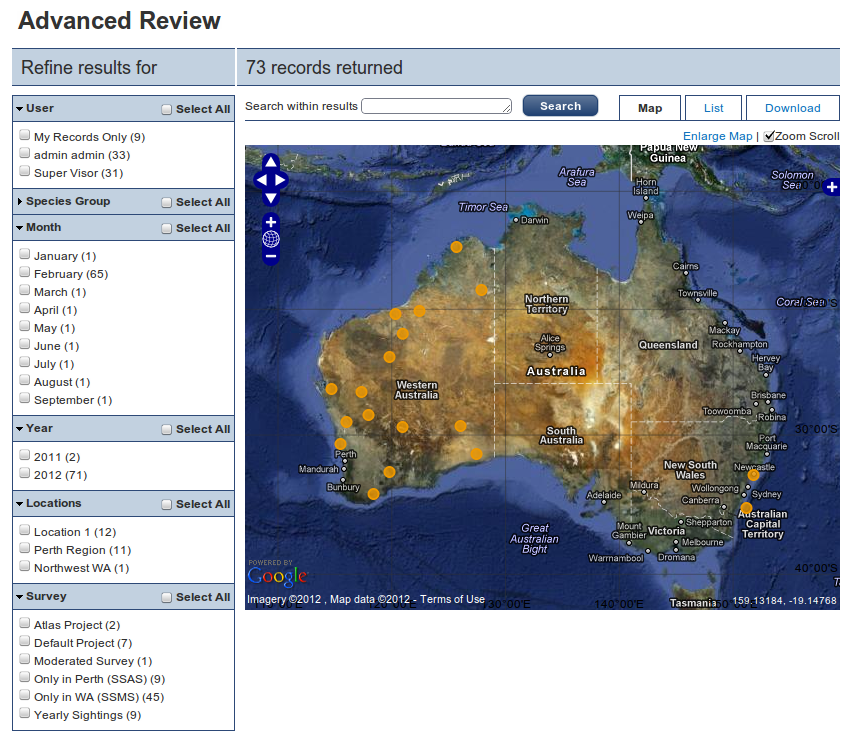 Advanced Review
Refine results for
73 records returned
User
Select All
My Records Only (9)
admin admin (33)
Super Visor (31)
Species Group
Select All
Month
Select All
January (1)
February (65)
March (1)
April (1)
May (1)
June (1)
July (1)
August (1)
September (1)
Year
Select All
2011 (2)
2012 (71)
Locations
Select All
Location 1 (12)
Perth Region (11)
Northwest WA (1)
Survey
Select All
Atlas Project (2)
Default Project (7)
Moderated Survey (1)
Only in Perth (SSAS) (9)
Only in WA (SSMS) (45)
Yearly Sightings (9)
Search within results
Search
Map
List
Download
Enlarge Map | Zoom Scroll
Papua New
Guinea
Arafura
Sea
Solomon
Sea
Horn
Island
Timor Sea
Darwin
Weipa
Cairns
Townsville
Coral Sea
Northern
Territory
Mackay
Alice
Springs
Queensland
Rockhampton
Hervey
Bay
Australia
Western
Australia
Brisbane
Toowoomba
Robina
South
Australia
30°00'S
Port
Macquarie
Perth
Mandurah
Bunbury
New South
Wales
Newcastle
Mildura
Wollongong
Sydney
Adelaide
Canberra
Australian
Capital
Territory
Great
Australian
Bight
Mount
Gambier
Victoria
Shepparton
Melbourne
Warrnambool
Dromana
40°00'S
POWERED BY
Google
Tasmania
Imagery ©2012 , Map data ©2012 - Terms of Use
159.13184, -19.14768